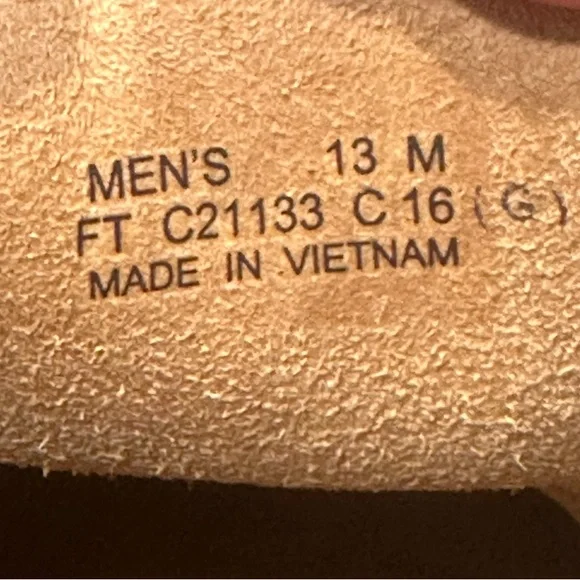 MEN'S 13 M
FT C21133 C 16 (G)
MADE IN VIETNAM